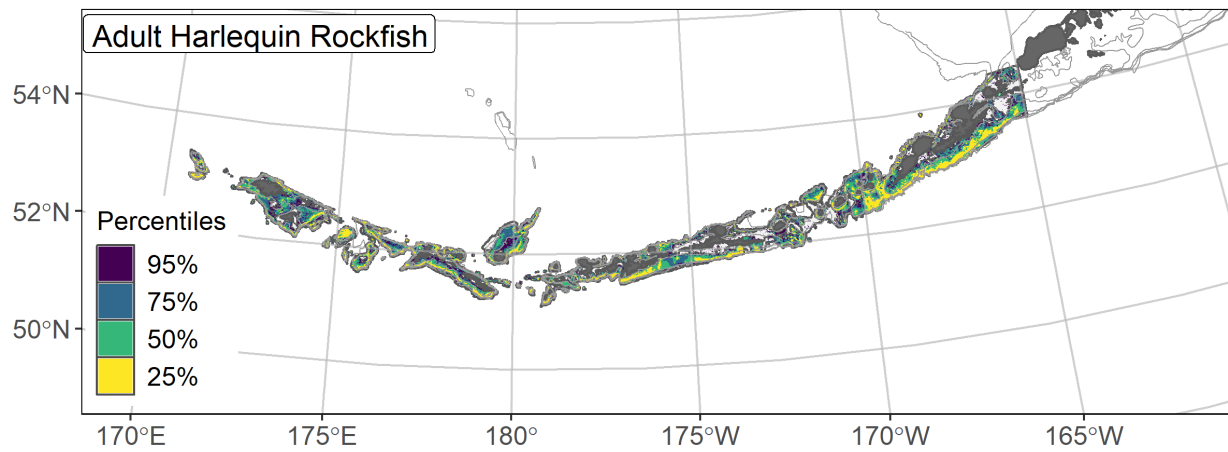 Adult Harlequin Rockfish
54°N
52°N
50°N
Percentiles
95%
75%
50%
25%
170°E
175°E
180°
175°W
170°W
165°W